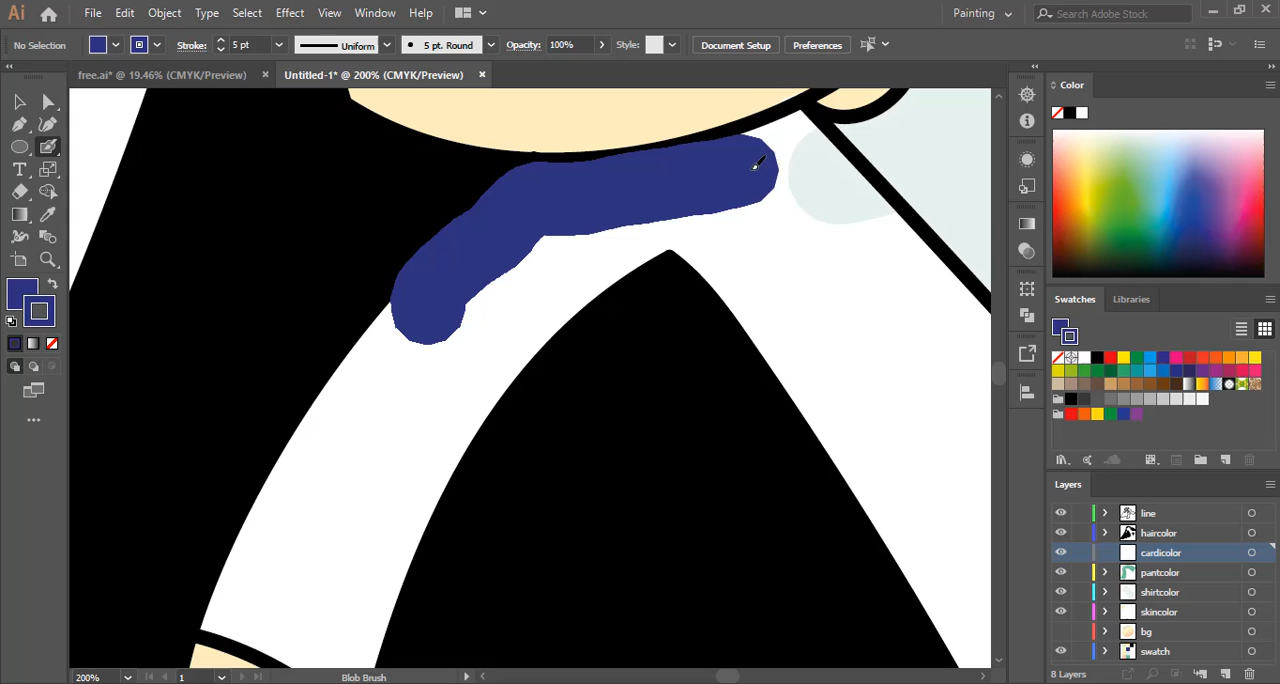 Ai File Edit Object Type Select Effect View Window Help Painting Search Adobe Stock
No Selection Stroke: 5 pt Uniform 5 pt. Round Opacity: 100% Style: Document Setup Preferences
free.ai* @ 19.46% (CMYK/Preview) Untitled-1* @ 200% (CMYK/Preview)
Color
Swatches Libraries
Layers
line
haircolor
cardicolor
pantcolor
shirtcolor
skincolor
bg
swatch
8 Layers
200% 1 Blob Brush